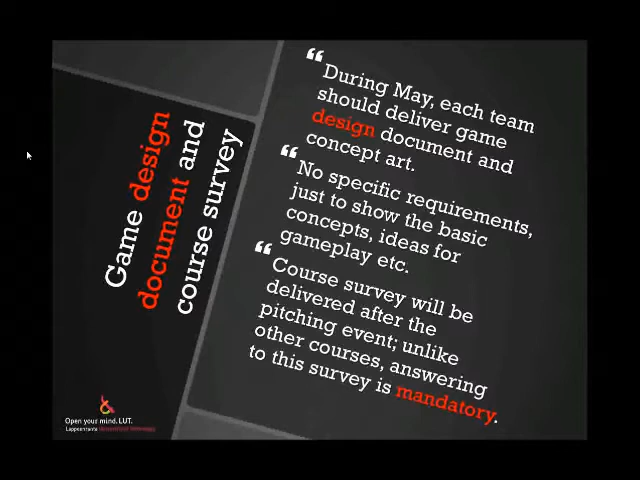 Game design
document and
course survey
During May, each team
should deliver game
design document and
concept art.
No specific requirements,
just to show the basic
concepts, ideas for
gameplay etc.
Course survey will be
delivered after the
pitching event; unlike
other courses, answering
to this survey is mandatory.
Open your mind. LUT.
Lappeenranta